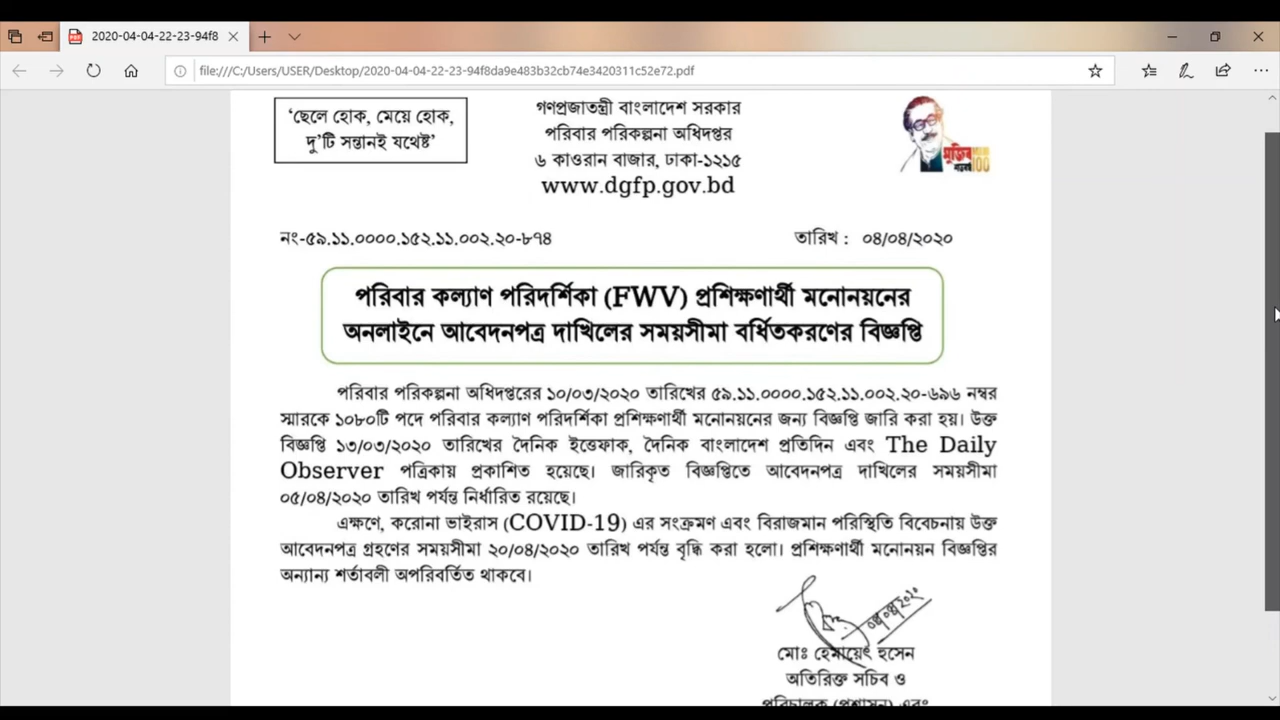 2020-04-04-22-23-94f8
file:///C:/Users/USER/Desktop/2020-04-04-22-23-94f8da9e483b32cb74e3420311c52e72.pdf
‘ছেলে হোক, মেয়ে হোক,
দু’টি সন্তানই যথেষ্ট’
গণপ্রজাতন্ত্রী বাংলাদেশ সরকার
পরিবার পরিকল্পনা অধিদপ্তর
৬ কাওরান বাজার, ঢাকা-১২১৫
www.dgfp.gov.bd
মুজিব
100
নং-৫৯.১১.০০০০.১৫২.১১.০০২.২০-৮৭৪
তারিখ : ০৪/০৪/২০২০
পরিবার কল্যাণ পরিদর্শিকা (FWV) প্রশিক্ষণার্থী মনোনয়নের
অনলাইনে আবেদনপত্র দাখিলের সময়সীমা বর্ধিতকরণের বিজ্ঞপ্তি
পরিবার পরিকল্পনা অধিদপ্তরের ১০/০৩/২০২০ তারিখের ৫৯.১১.০০০০.১৫২.১১.০০২.২০-৬৯৬ নম্বর
স্মারকে ১০৮০টি পদে পরিবার কল্যাণ পরিদর্শিকা প্রশিক্ষণার্থী মনোনয়নের জন্য বিজ্ঞপ্তি জারি করা হয়। উক্ত
বিজ্ঞপ্তি ১৩/০৩/২০২০ তারিখের দৈনিক ইত্তেফাক, দৈনিক বাংলাদেশ প্রতিদিন এবং The Daily
Observer পত্রিকায় প্রকাশিত হয়েছে। জারিকৃত বিজ্ঞপ্তিতে আবেদনপত্র দাখিলের সময়সীমা
০৫/০৪/২০২০ তারিখ পর্যন্ত নির্ধারিত রয়েছে।
এক্ষণে, করোনা ভাইরাস (COVID-19) এর সংক্রমণ এবং বিরাজমান পরিস্থিতি বিবেচনায় উক্ত
আবেদনপত্র গ্রহণের সময়সীমা ২০/০৪/২০২০ তারিখ পর্যন্ত বৃদ্ধি করা হলো। প্রশিক্ষণার্থী মনোনয়ন বিজ্ঞপ্তির
অন্যান্য শর্তাবলী অপরিবর্তিত থাকবে।
মোঃ হেমায়েৎ হুসেন
অতিরিক্ত সচিব ও
পরিচালক (প্রশাসন) এবং